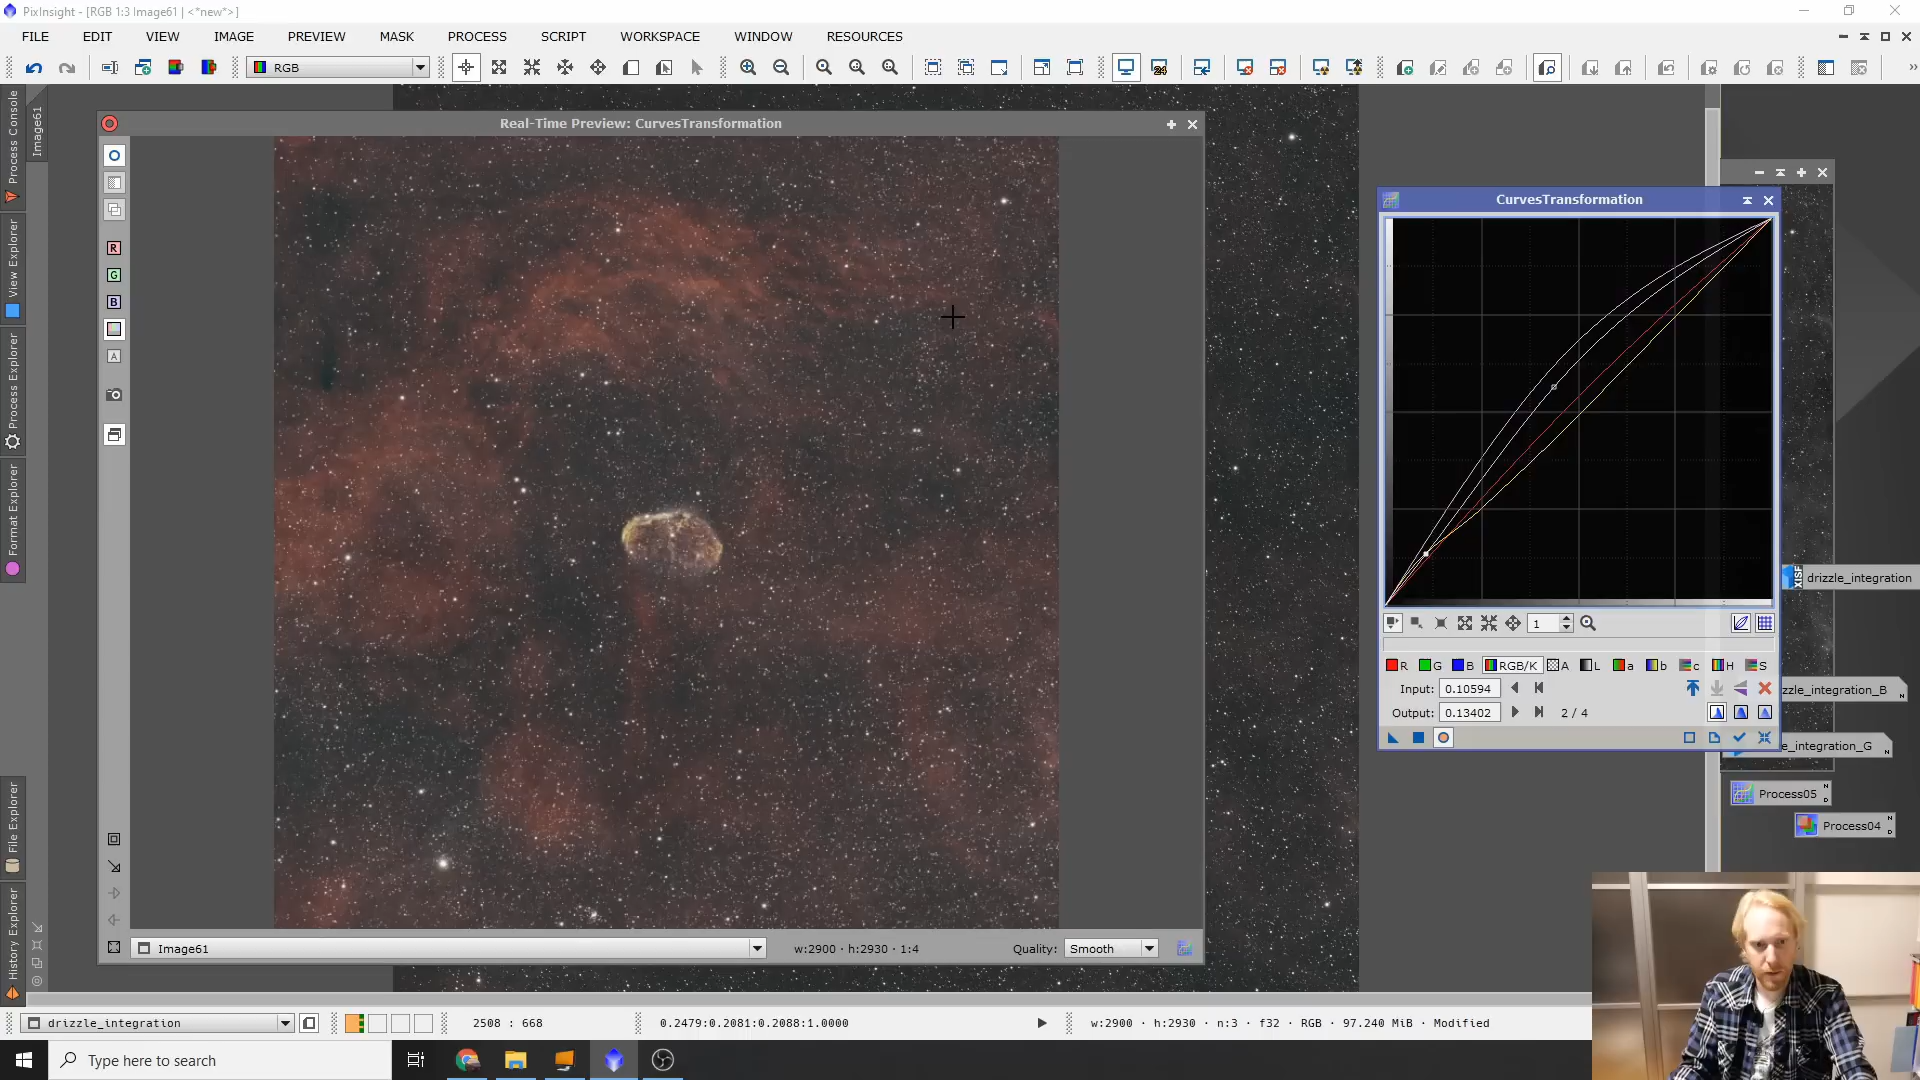 PixInsight - [RGB 1:3 Image61 | <*new*>]
FILE EDIT VIEW IMAGE PREVIEW MASK PROCESS SCRIPT WORKSPACE WINDOW RESOURCES
RGB
24
Process Console
Image61
View Explorer
Process Explorer
Format Explorer
File Explorer
History Explorer
Real-Time Preview: CurvesTransformation
R
G
B
A
Image61
w:2900 · h:2930 · 1:4
Quality: Smooth
CurvesTransformation
1
R G B RGB/K A L a b c H S
Input: 0.10594
Output: 0.13402 2 / 4
XISF
drizzle_integration
zzle_integration_B
N
e_integration_G
N
Process05
N
D
Process04
N
D
drizzle_integration
2508 : 668
0.2479:0.2081:0.2088:1.0000
w:2900 · h:2930 · n:3 · f32 · RGB · 97.240 MiB · Modified
Type here to search